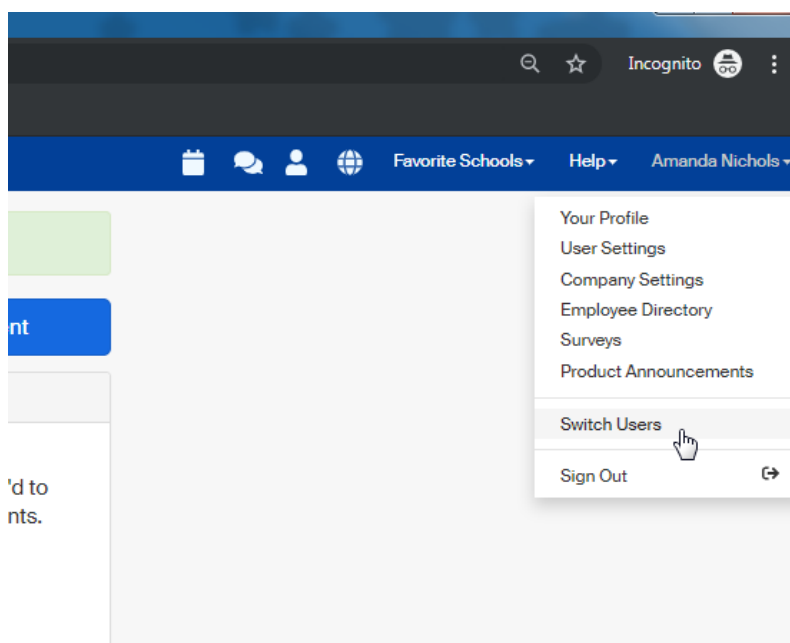 Incognito
Favorite Schools Help Amanda Nichols
Your Profile
User Settings
Company Settings
Employee Directory
Surveys
Product Announcements
nt
Switch Users
Sign Out
'd to
nts.